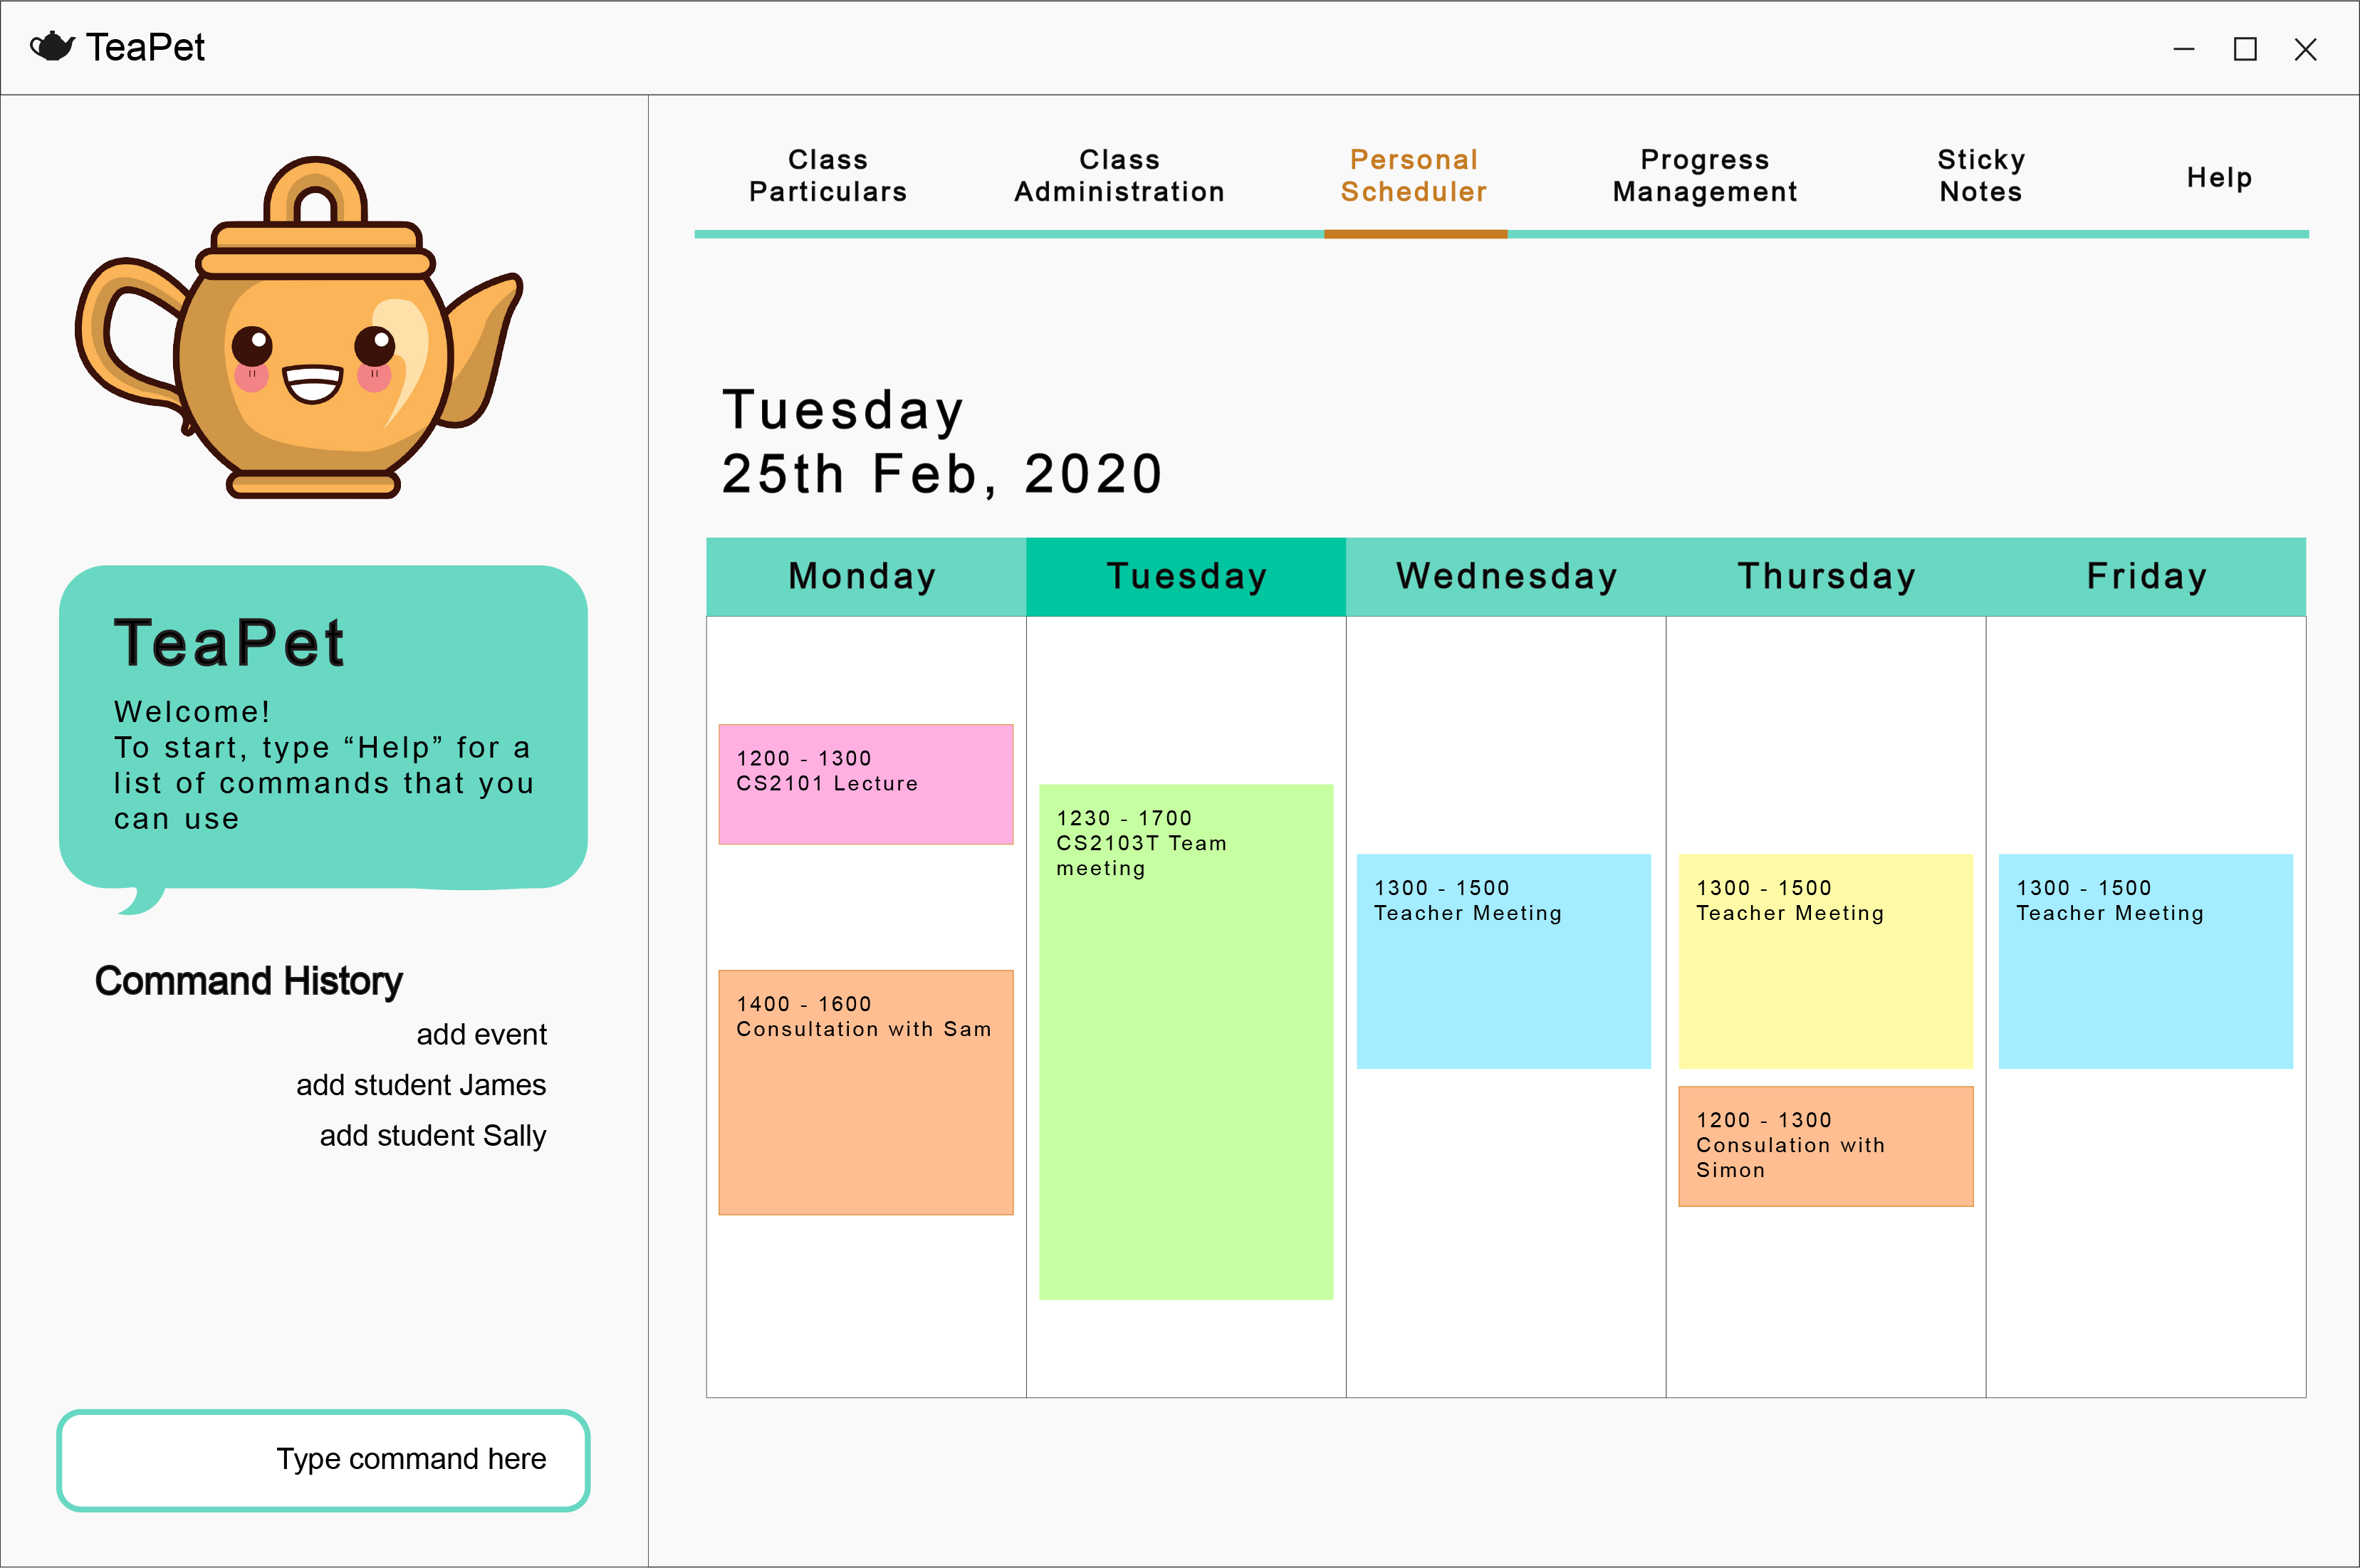 TeaPet
Class
Particulars
Class
Administration
Personal
Scheduler
Progress
Management
Sticky
Notes
Help
TeaPet
Welcome!
To start, type “Help” for a
list of commands that you
can use
Command History
add event
add student James
add student Sally
Type command here
Tuesday
25th Feb, 2020
Monday
Tuesday
Wednesday
Thursday
Friday
1200 - 1300
CS2101 Lecture
1400 - 1600
Consultation with Sam
1230 - 1700
CS2103T Team
meeting
1300 - 1500
Teacher Meeting
1300 - 1500
Teacher Meeting
1200 - 1300
Consulation with
Simon
1300 - 1500
Teacher Meeting